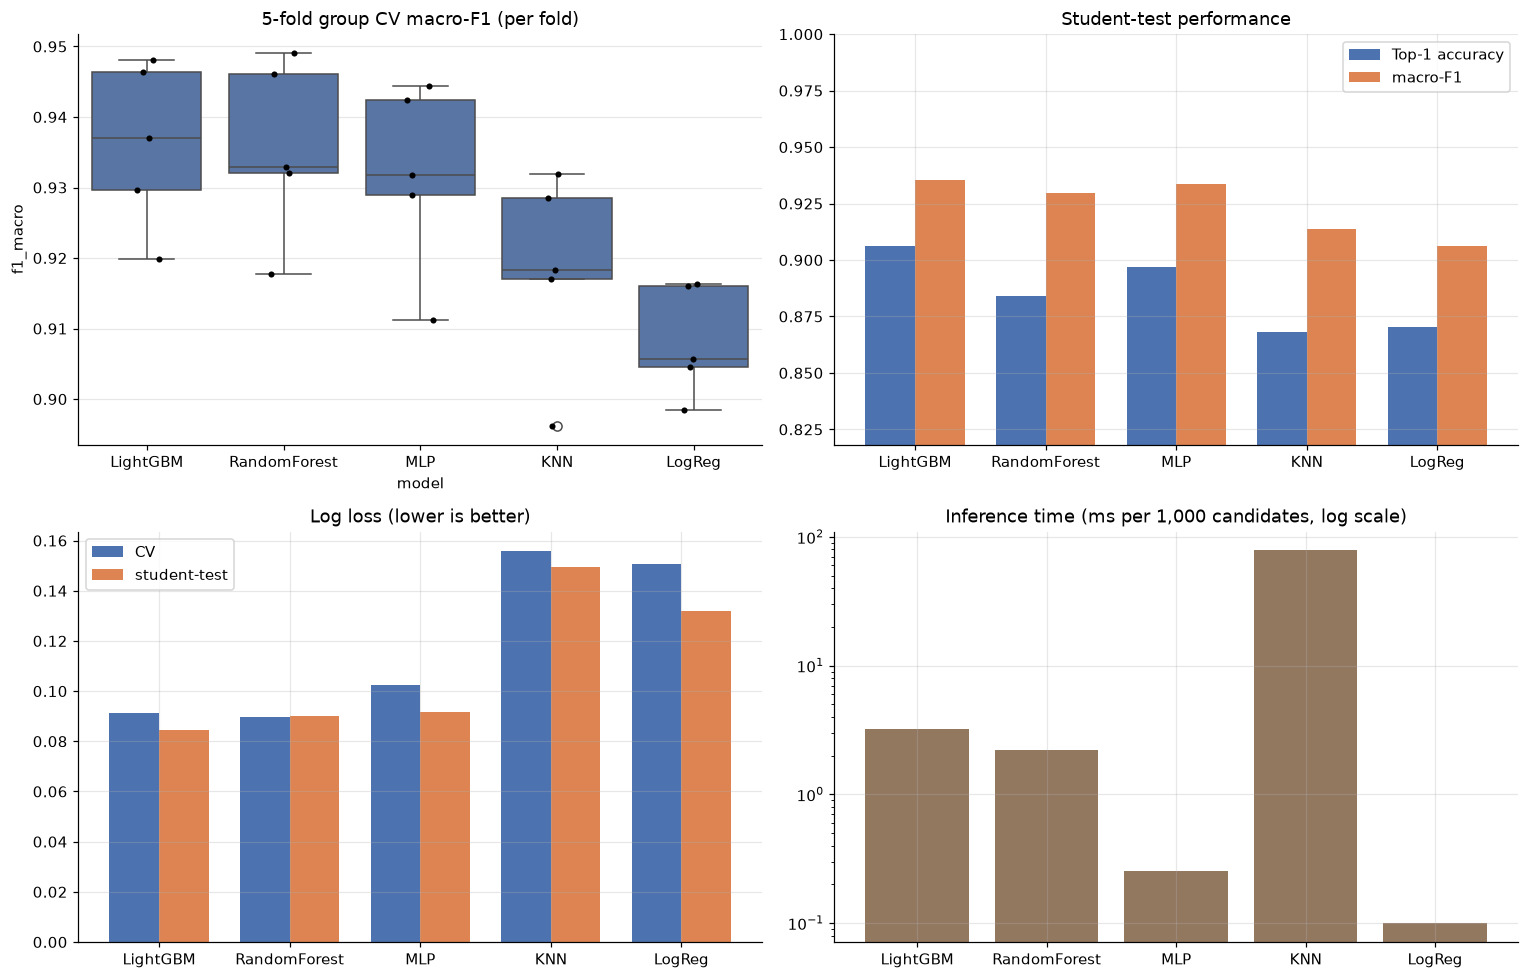 5-fold group CV macro-F1 (per fold)
0.95
0.94
0.93
0.92
0.91
0.90
f1_macro
LightGBM RandomForest MLP KNN LogReg
model
Student-test performance
Top-1 accuracy
macro-F1
1.000
0.975
0.950
0.925
0.900
0.875
0.850
0.825
LightGBM RandomForest MLP KNN LogReg
Log loss (lower is better)
CV
student-test
0.16
0.14
0.12
0.10
0.08
0.06
0.04
0.02
0.00
LightGBM RandomForest MLP KNN LogReg
Inference time (ms per 1,000 candidates, log scale)
10²
10¹
10⁰
10⁻¹
LightGBM RandomForest MLP KNN LogReg